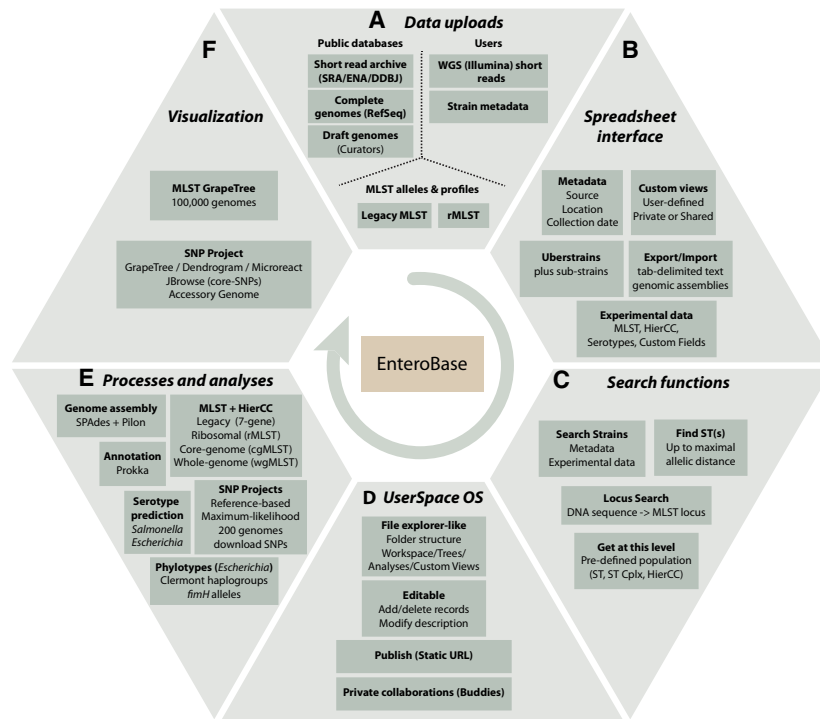 A Data uploads
Public databases
Users
Short read archive
(SRA/ENA/DDBJ)
WGS (Illumina) short
reads
Complete
genomes (RefSeq)
Strain metadata
Draft genomes
(Curators)
MLST alleles & profiles
Legacy MLST
rMLST
B
Spreadsheet
interface
Metadata
Source
Location
Collection date
Custom views
User-defined
Private or Shared
Uberstrains
plus sub-strains
Export/Import
tab-delimited text
genomic assemblies
Experimental data
MLST, HierCC,
Serotypes, Custom Fields
C Search functions
Search Strains
Metadata
Experimental data
Find ST(s)
Up to maximal
allelic distance
Locus Search
DNA sequence -> MLST locus
Get at this level
Pre-defined population
(ST, ST Cplx, HierCC)
D UserSpace OS
File explorer-like
Folder structure
Workspace/Trees/
Analyses/Custom Views
Editable
Add/delete records
Modify description
Publish (Static URL)
Private collaborations (Buddies)
E Processes and analyses
Genome assembly
SPAdes + Pilon
MLST + HierCC
Legacy (7-gene)
Ribosomal (rMLST)
Core-genome (cgMLST)
Whole-genome (wgMLST)
Annotation
Prokka
Serotype
prediction
Salmonella
Escherichia
SNP Projects
Reference-based
Maximum-likelihood
200 genomes
download SNPs
Phylotypes (Escherichia)
Clermont haplogroups
fimH alleles
F
Visualization
MLST GrapeTree
100,000 genomes
SNP Project
GrapeTree / Dendrogram / Microreact
JBrowse (core-SNPs)
Accessory Genome
EnteroBase